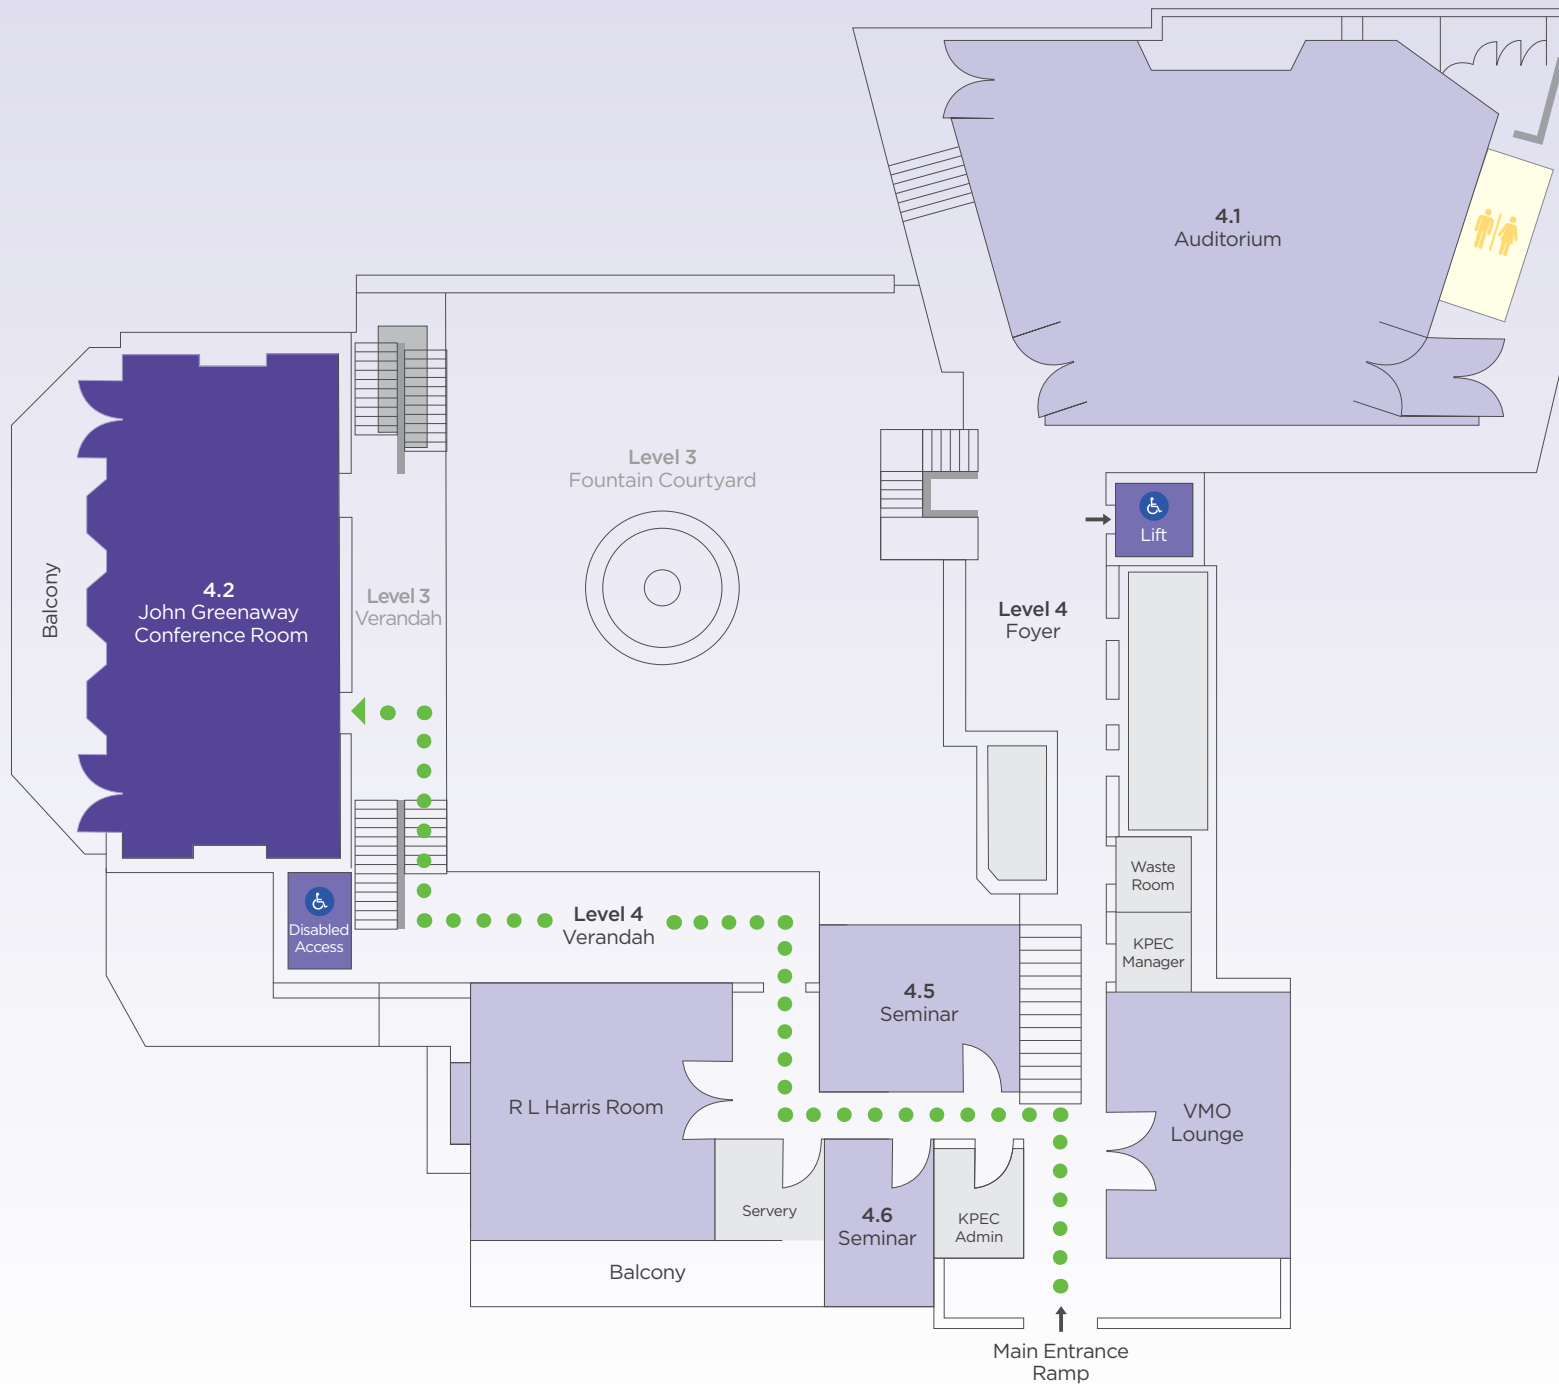 4.1
Auditorium
Level 3
Fountain Courtyard
Lift
4.2
John Greenaway
Conference Room
Balcony
Level 3
Verandah
Level 4
Foyer
Waste
Room
KPEC
Manager
Disabled
Access
Level 4
Verandah
4.5
Seminar
R L Harris Room
VMO
Lounge
Servery
4.6
Seminar
KPEC
Admin
Balcony
Main Entrance
Ramp